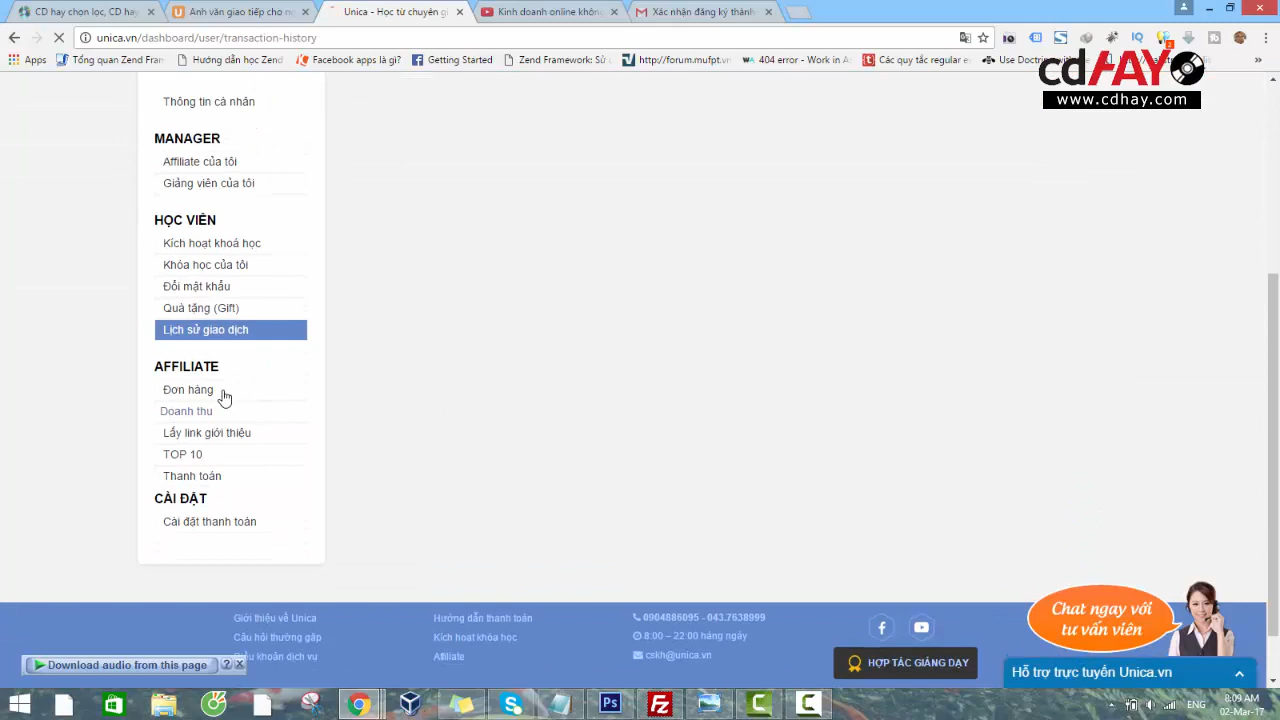 CD hay chọn lọc, CD h
Anh văn giao tiếp cho n
Unica - Học từ chuyên gi
Kinh doanh online khôn
Xác nhận đăng ký thành
unica.vn/dashboard/user/transaction-history
Apps
Tổng quan Zend Fran
Hướng dẫn học Zend
Facebook apps là gì?
Getting Started
Zend Framework: Sử
http://forum.mufpt.vn
404 error - Work in A
Các quy tắc regular e
Use Doctrine
cdHAY
www.cdhay.com
Thông tin cá nhân
MANAGER
Affiliate của tôi
Giảng viên của tôi
HỌC VIÊN
Kích hoạt khoá học
Khóa học của tôi
Đổi mật khẩu
Quà tặng (Gift)
Lịch sử giao dịch
AFFILIATE
Đơn hàng
Doanh thu
Lấy link giới thiệu
TOP 10
Thanh toán
CÀI ĐẶT
Cài đặt thanh toán
Giới thiệu về Unica
Câu hỏi thường gặp
Điều khoản dịch vụ
Hướng dẫn thanh toán
Kích hoạt khóa học
Affiliate
0904886095 - 043.7638999
8:00 – 22:00 hàng ngày
cskh@unica.vn
HỢP TÁC GIẢNG DẠY
Chat ngay với
tư vấn viên
Hỗ trợ trực tuyến Unica.vn
Download audio from this page
?
ENG
8:09 AM
02-Mar-17